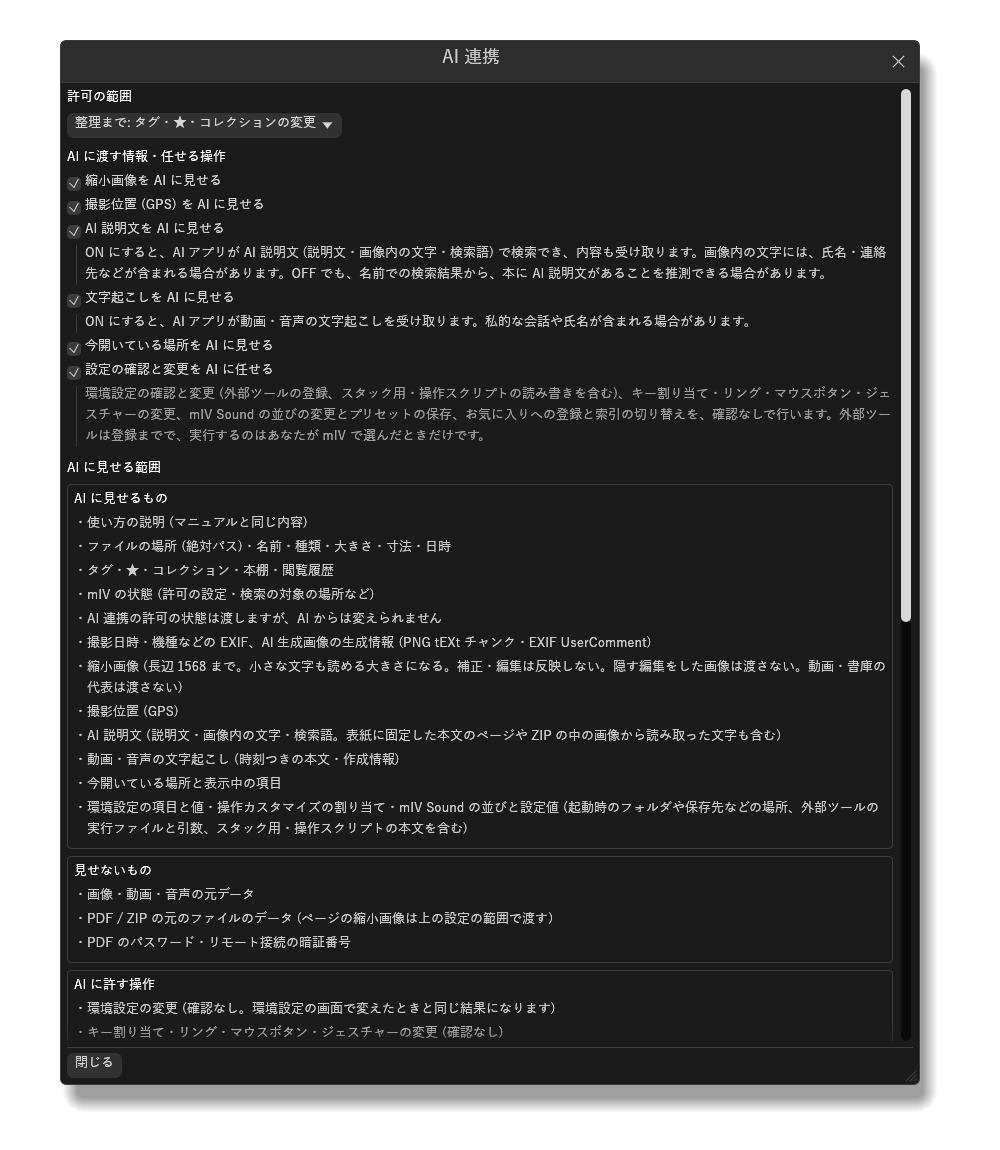 AI 連携
許可の範囲
整理まで: タグ・★・コレクションの変更 ▼
AI に渡す情報・任せる操作
縮小画像を AI に見せる
撮影位置 (GPS) を AI に見せる
AI 説明文を AI に見せる
ON にすると、AI アプリが AI 説明文 (説明文・画像内の文字・検索語) で検索でき、内容も受け取ります。画像内の文字には、氏名・連絡
先などが含まれる場合があります。OFF でも、名前での検索結果から、本に AI 説明文があることを推測できる場合があります。
文字起こしを AI に見せる
ON にすると、AI アプリが動画・音声の文字起こしを受け取ります。私的な会話や氏名が含まれる場合があります。
今開いている場所を AI に見せる
設定の確認と変更を AI に任せる
環境設定の確認と変更 (外部ツールの登録、スタック用・操作スクリプトの読み書きを含む)、キー割り当て・リング・マウスボタン・ジェ
スチャーの変更、mIV Sound の並びの変更とプリセットの保存、お気に入りへの登録と索引の切り替えを、確認なしで行います。外部ツー
ルは登録までで、実行するのはあなたが mIV で選んだときだけです。
AI に見せる範囲
AI に見せるもの
・使い方の説明 (マニュアルと同じ内容)
・ファイルの場所 (絶対パス)・名前・種類・大きさ・寸法・日時
・タグ・★・コレクション・本棚・閲覧履歴
・mIV の状態 (許可の設定・検索の対象の場所など)
・AI 連携の許可の状態は渡しますが、AI からは変えられません
・撮影日時・機種などの EXIF、AI 生成画像の生成情報 (PNG tEXt チャンク・EXIF UserComment)
・縮小画像 (長辺 1568 まで。小さな文字も読める大きさになる。補正・編集は反映しない。隠す編集をした画像は渡さない。動画・書庫の
代表は渡さない)
・撮影位置 (GPS)
・AI 説明文 (説明文・画像内の文字・検索語。表紙に固定した本文のページや ZIP の中の画像から読み取った文字も含む)
・動画・音声の文字起こし (時刻つきの本文・作成情報)
・今開いている場所と表示中の項目
・環境設定の項目と値・操作カスタマイズの割り当て・mIV Sound の並びと設定値 (起動時のフォルダや保存先などの場所、外部ツールの
実行ファイルと引数、スタック用・操作スクリプトの本文を含む)
見せないもの
・画像・動画・音声の元データ
・PDF / ZIP の元のファイルのデータ (ページの縮小画像は上の設定の範囲で渡す)
・PDF のパスワード・リモート接続の暗証番号
AI に許す操作
・環境設定の変更 (確認なし。環境設定の画面で変えたときと同じ結果になります)
・キー割り当て・リング・マウスボタン・ジェスチャーの変更 (確認なし)
閉じる